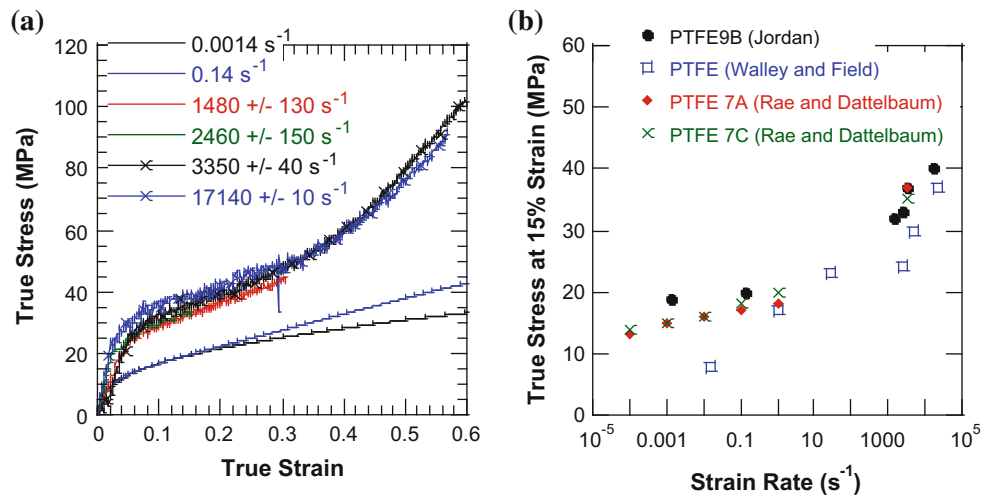 (a)
True Stress (MPa)
120
100
80
60
40
20
0
0.0014 s⁻¹
0.14 s⁻¹
1480 +/- 130 s⁻¹
2460 +/- 150 s⁻¹
3350 +/- 40 s⁻¹
17140 +/- 10 s⁻¹
0 0.1 0.2 0.3 0.4 0.5 0.6
True Strain
(b)
True Stress at 15% Strain (MPa)
60
50
40
30
20
10
0
PTFE9B (Jordan)
PTFE (Walley and Field)
PTFE 7A (Rae and Dattelbaum)
PTFE 7C (Rae and Dattelbaum)
10⁻⁵ 0.001 0.1 10 1000 10⁵
Strain Rate (s⁻¹)